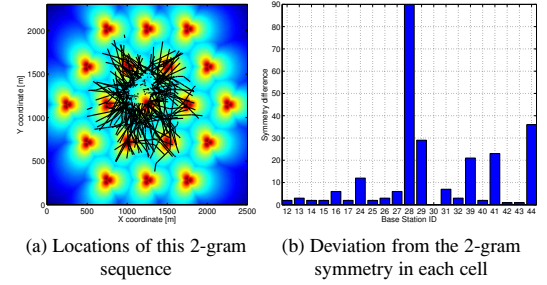 2000
1500
1000
500
0
0 500 1000 1500 2000 2500
X coordinate [m]
Y coordinate [m]
90
80
70
60
50
40
30
20
10
0
12 13 14 15 16 17 24 25 26 27 28 29 30 31 32 39 40 41 42 43 44
Base Station ID
Symmetry difference
(a) Locations of this 2-gram
sequence
(b) Deviation from the 2-gram
symmetry in each cell